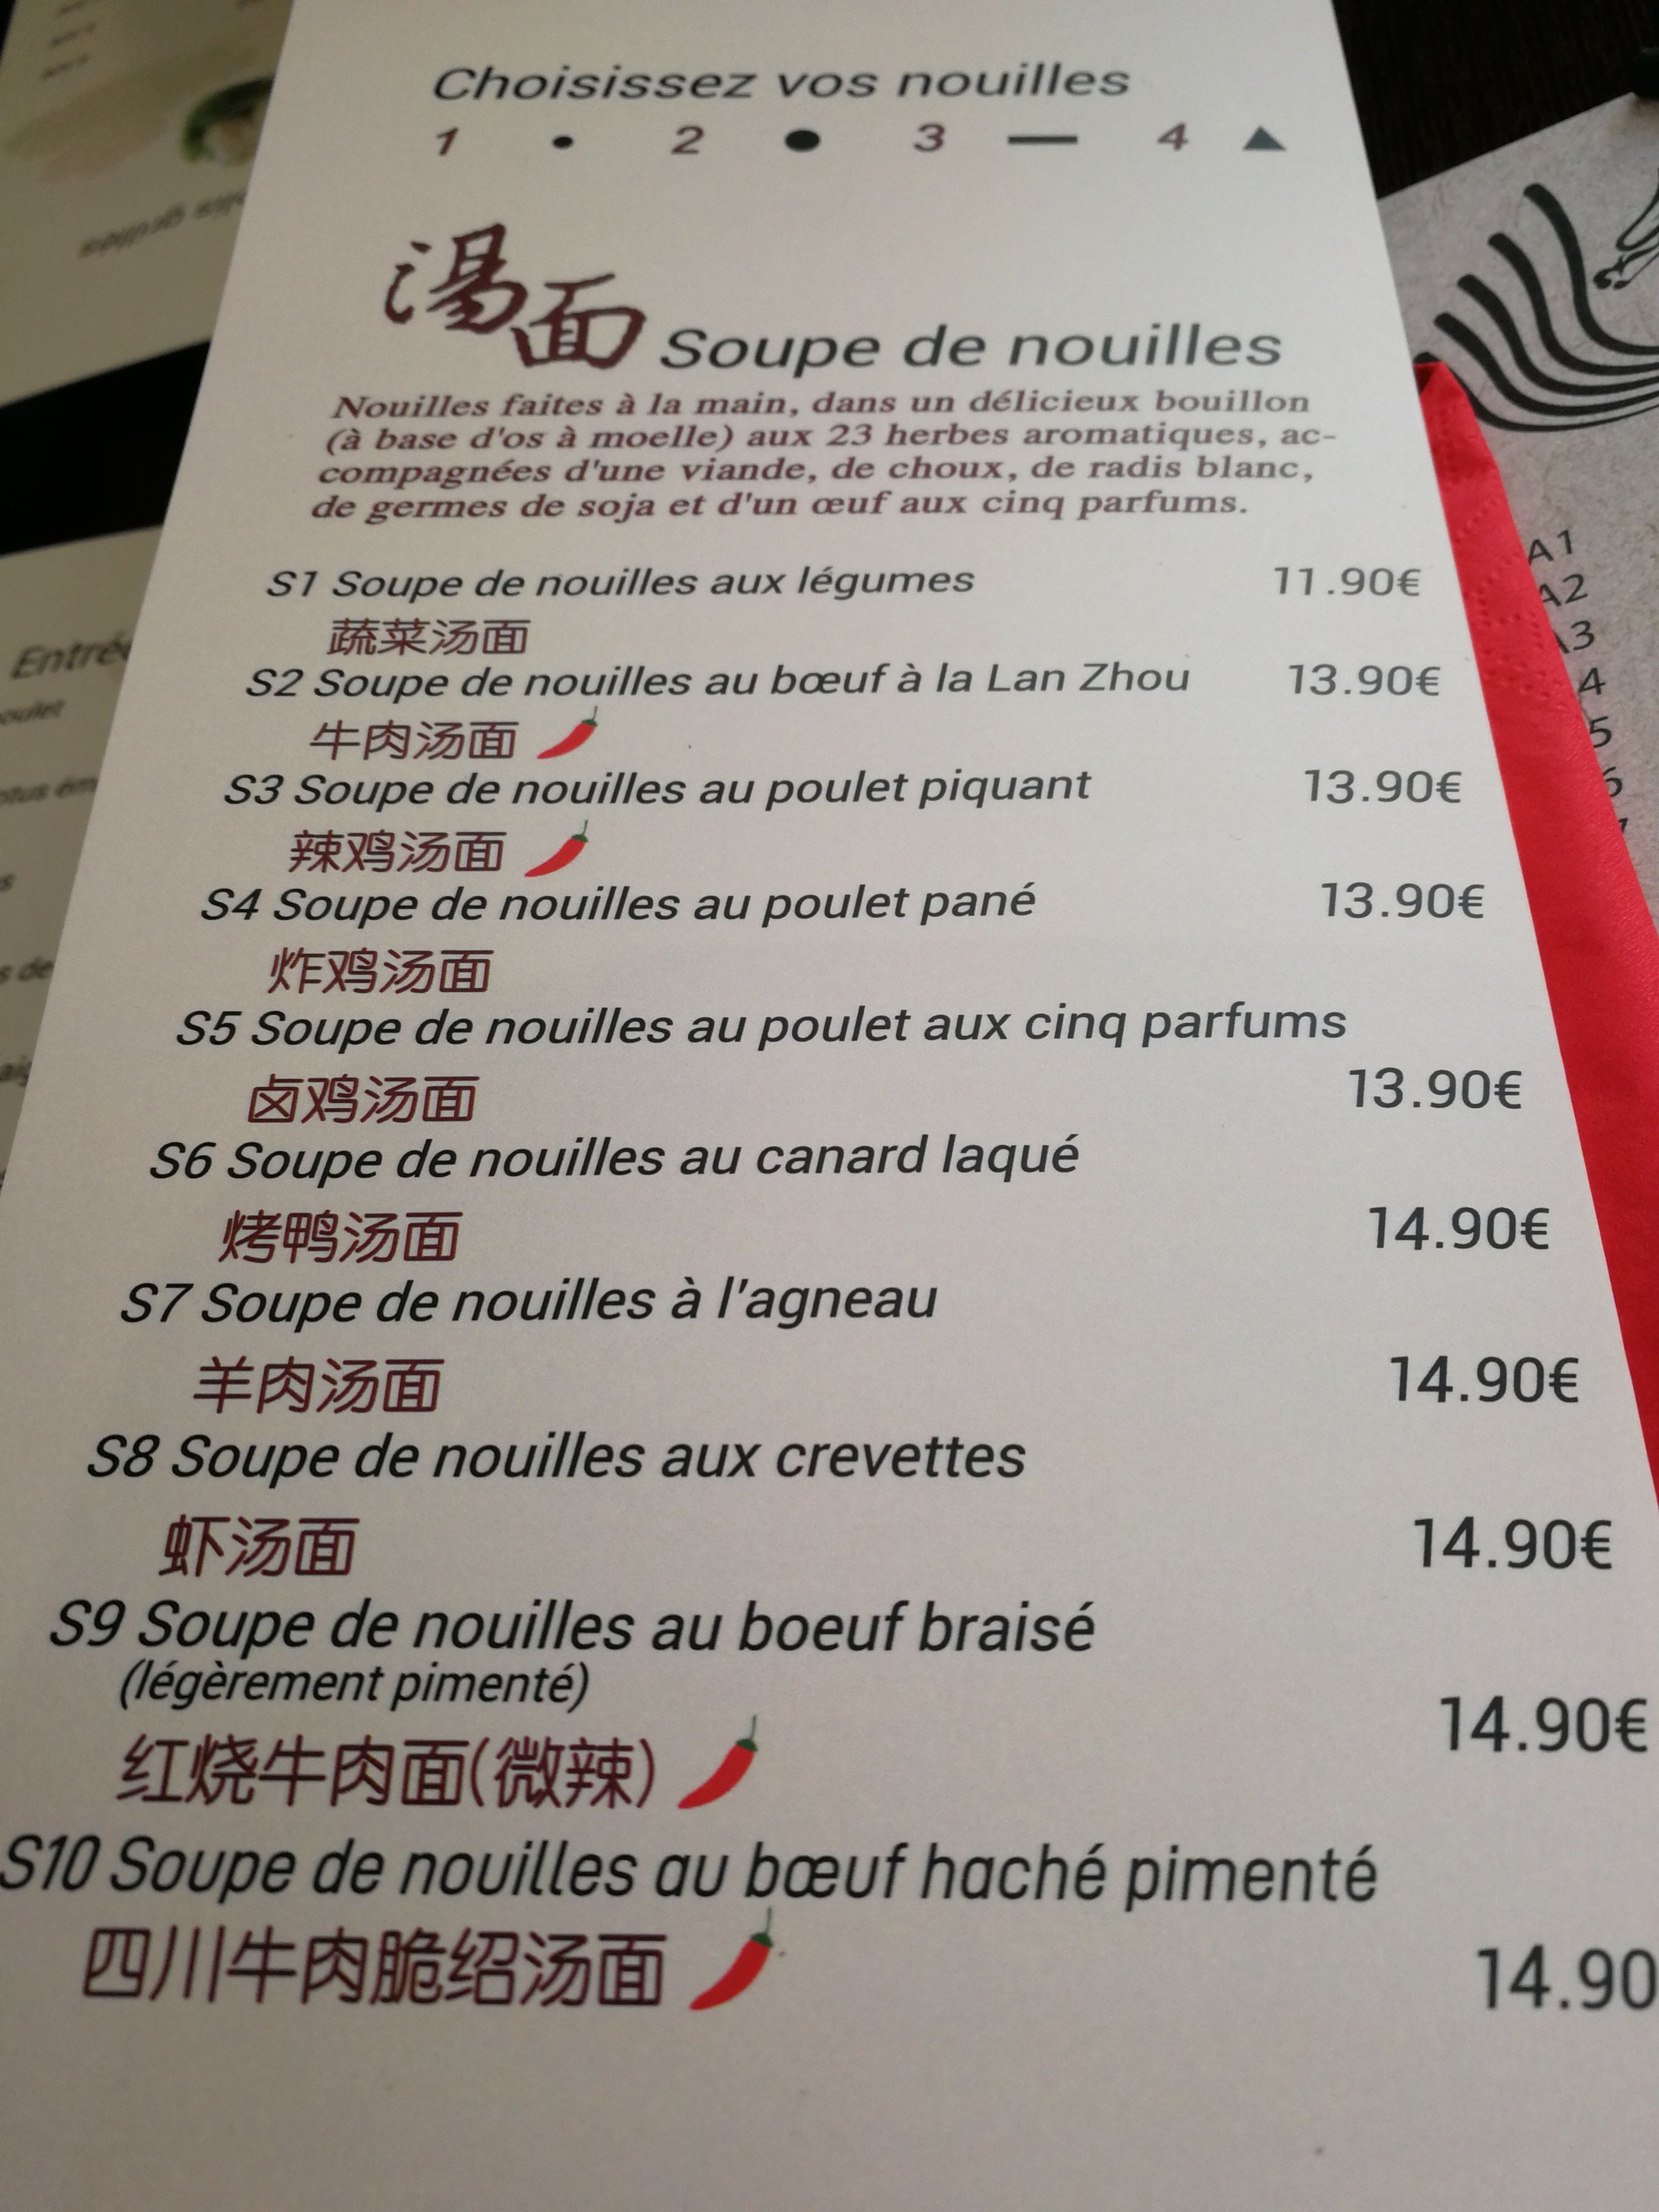 Choisissez vos nouilles
1 • 2 ● 3 — 4 ▲
湯面 Soupe de nouilles
Nouilles faites à la main, dans un délicieux bouillon
(à base d'os à moelle) aux 23 herbes aromatiques, ac-
compagnées d'une viande, de choux, de radis blanc,
de germes de soja et d'un œuf aux cinq parfums.
S1 Soupe de nouilles aux légumes 11.90€
蔬菜汤面
S2 Soupe de nouilles au bœuf à la Lan Zhou 13.90€
牛肉汤面
S3 Soupe de nouilles au poulet piquant 13.90€
辣鸡汤面
S4 Soupe de nouilles au poulet pané 13.90€
炸鸡汤面
S5 Soupe de nouilles au poulet aux cinq parfums
卤鸡汤面 13.90€
S6 Soupe de nouilles au canard laqué
烤鸭汤面 14.90€
S7 Soupe de nouilles à l'agneau
羊肉汤面 14.90€
S8 Soupe de nouilles aux crevettes
虾汤面 14.90€
S9 Soupe de nouilles au boeuf braisé
(légèrement pimenté) 14.90€
红烧牛肉面(微辣)
S10 Soupe de nouilles au bœuf haché pimenté
四川牛肉脆绍汤面 14.90
Entrée
A1
A2
A3
4
5
6